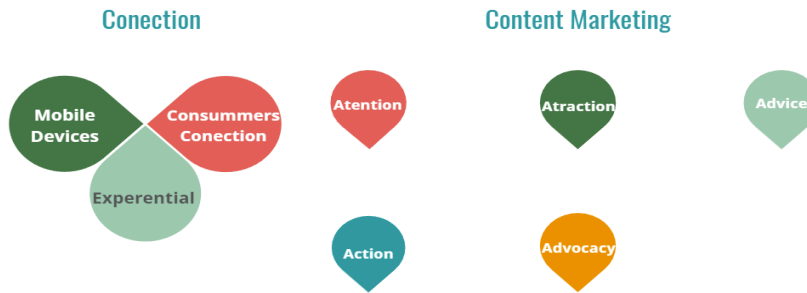 Conection
Content Marketing
Mobile
Devices
Consummers
Conection
Experential
Atention
Atraction
Advice
Action
Advocacy